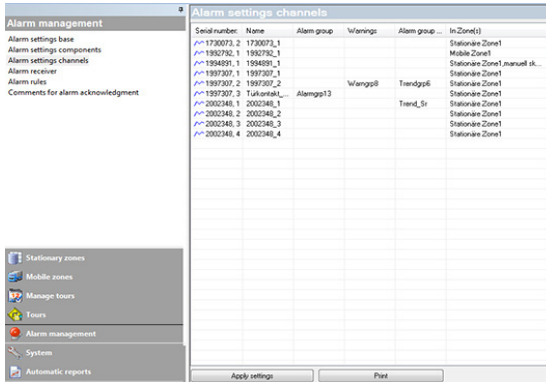 Alarm management
Alarm settings base
Alarm settings components
Alarm settings channels
Alarm receiver
Alarm rules
Comments for alarm acknowledgment
Stationary zones
Mobile zones
Manage tours
Tours
Alarm management
System
Automatic reports
Alarm settings channels
Serial number. Name Alarm group Warnings Alarm group ... In Zone(s)
1730073, 2 1730073_1 Stationäre Zone1
1992792, 1 1992792_1 Mobile Zone1
1994891, 1 1994891_1 Stationäre Zone1,manuell sk...
1997307, 1 1997307_1 Stationäre Zone1
1997307, 2 1997307_2 Warngrp8 Trendgrp6 Stationäre Zone1
1997307, 3 Türkontakt_... Alarmgrp13 Stationäre Zone1
2002348, 1 2002348_1 Trend_Sr Stationäre Zone1
2002348, 2 2002348_2 Stationäre Zone1
2002348, 3 2002348_3 Stationäre Zone1
2002348, 4 2002348_4 Stationäre Zone1
Apply settings Print